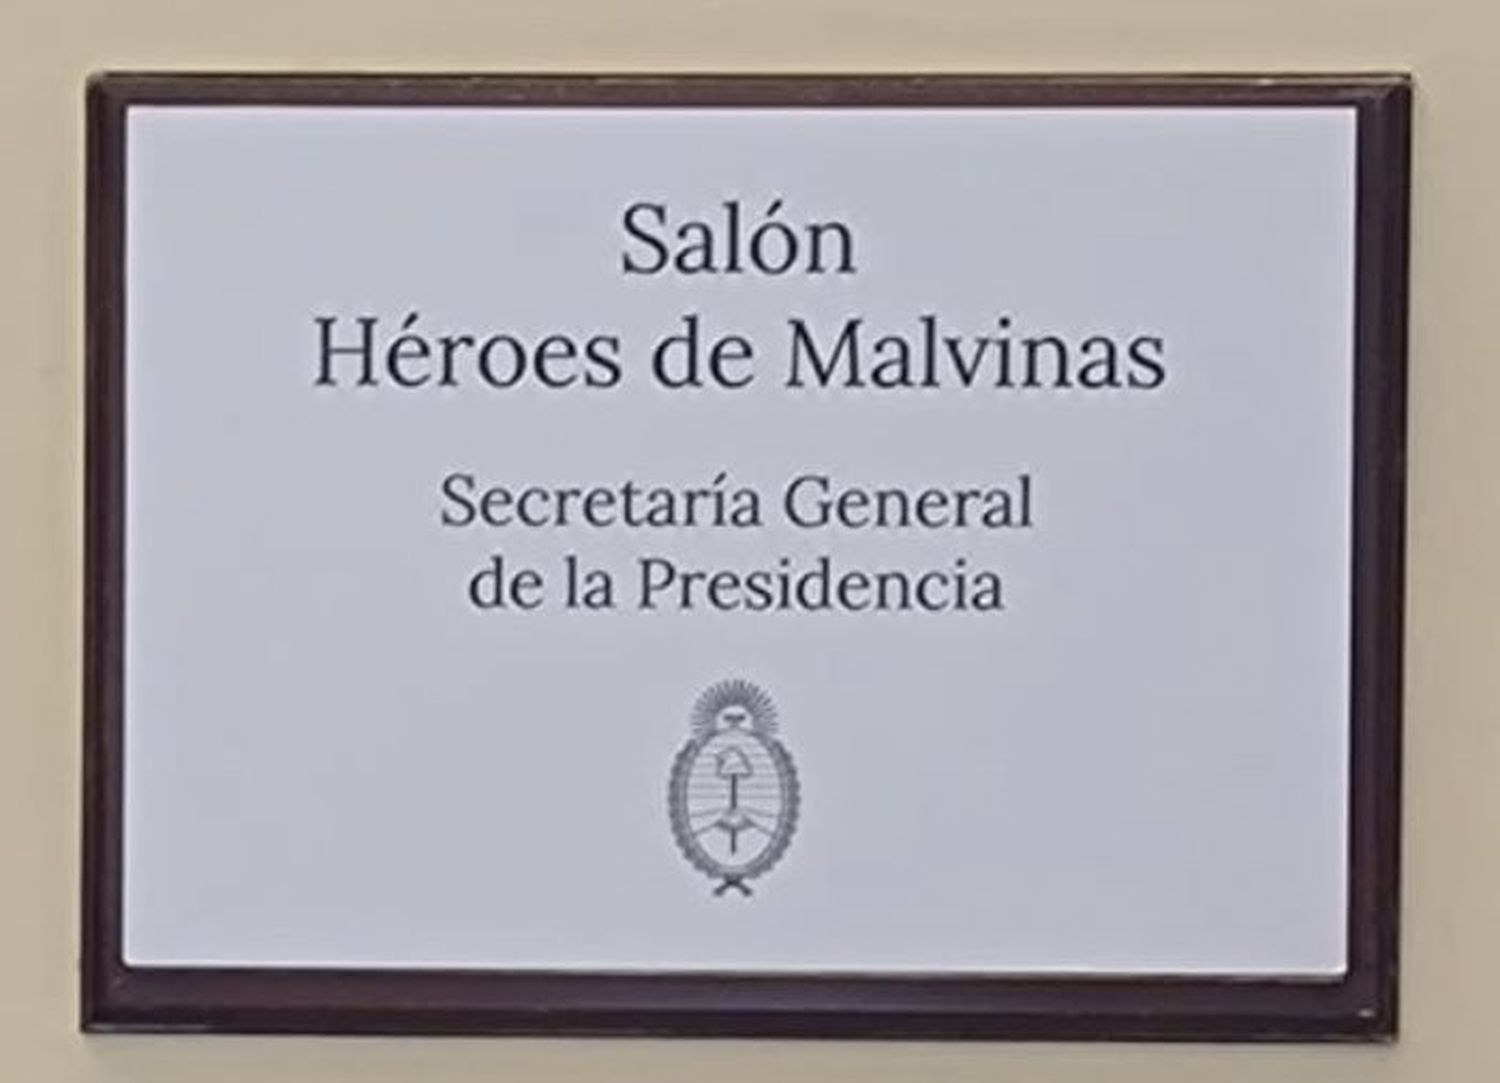 Salón
Héroes de Malvinas
Secretaría General
de la Presidencia